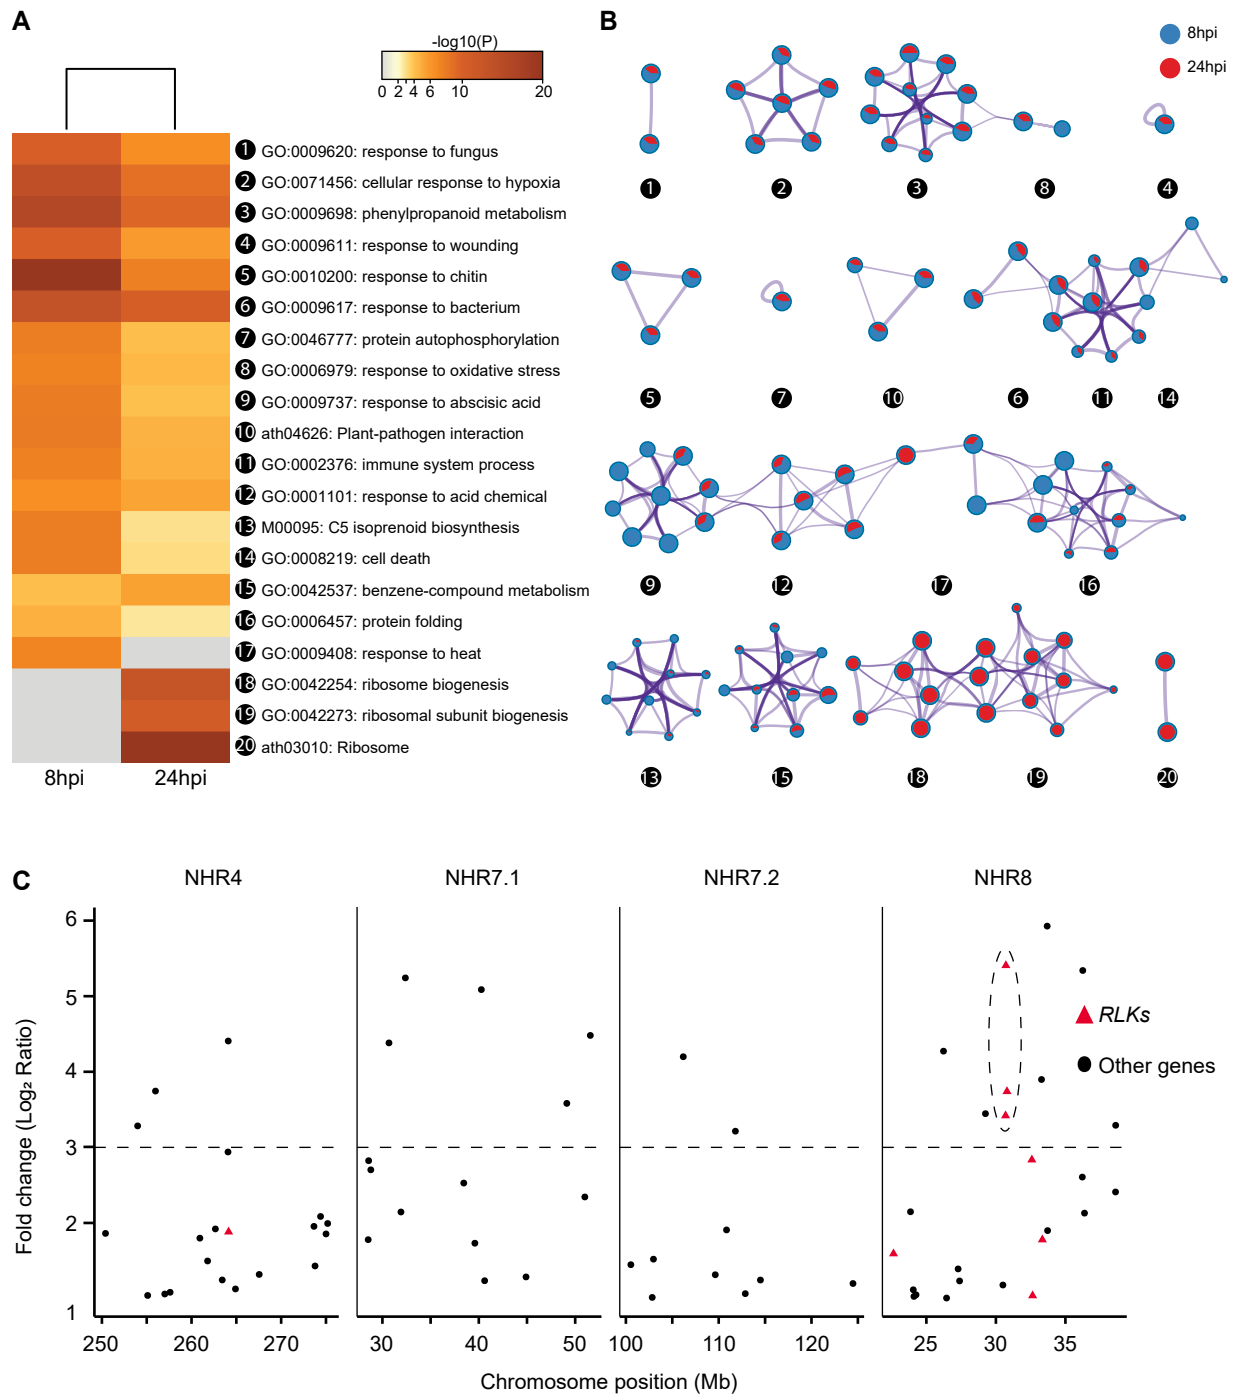 A
-log10(P)
0 2 4 6 10 20
1 GO:0009620: response to fungus
2 GO:0071456: cellular response to hypoxia
3 GO:0009698: phenylpropanoid metabolism
4 GO:0009611: response to wounding
5 GO:0010200: response to chitin
6 GO:0009617: response to bacterium
7 GO:0046777: protein autophosphorylation
8 GO:0006979: response to oxidative stress
9 GO:0009737: response to abscisic acid
10 ath04626: Plant-pathogen interaction
11 GO:0002376: immune system process
12 GO:0001101: response to acid chemical
13 M00095: C5 isoprenoid biosynthesis
14 GO:0008219: cell death
15 GO:0042537: benzene-compound metabolism
16 GO:0006457: protein folding
17 GO:0009408: response to heat
18 GO:0042254: ribosome biogenesis
19 GO:0042273: ribosomal subunit biogenesis
20 ath03010: Ribosome
8hpi 24hpi
B
8hpi
24hpi
1 2 3 8 4
5 7 10 6 11 14
9 12 17 16
13 15 18 19 20
C
NHR4 NHR7.1 NHR7.2 NHR8
Fold change (Log₂ Ratio)
6
5
4
3
2
1
RLKs
Other genes
250 260 270 30 40 50 100 110 120 25 30 35
Chromosome position (Mb)